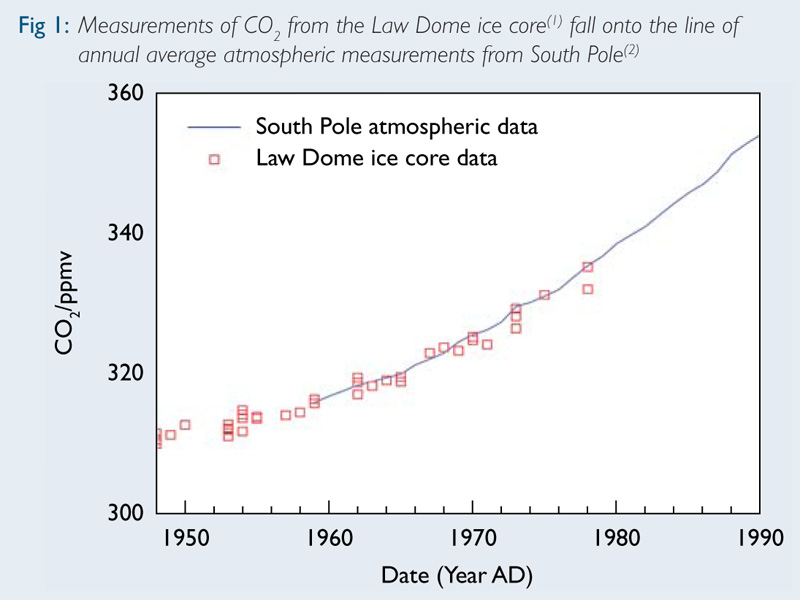 Fig 1: Measurements of CO₂ from the Law Dome ice core⁽¹⁾ fall onto the line of
annual average atmospheric measurements from South Pole⁽²⁾
360
South Pole atmospheric data
Law Dome ice core data
340
CO₂/ppmv
320
300
1950 1960 1970 1980 1990
Date (Year AD)